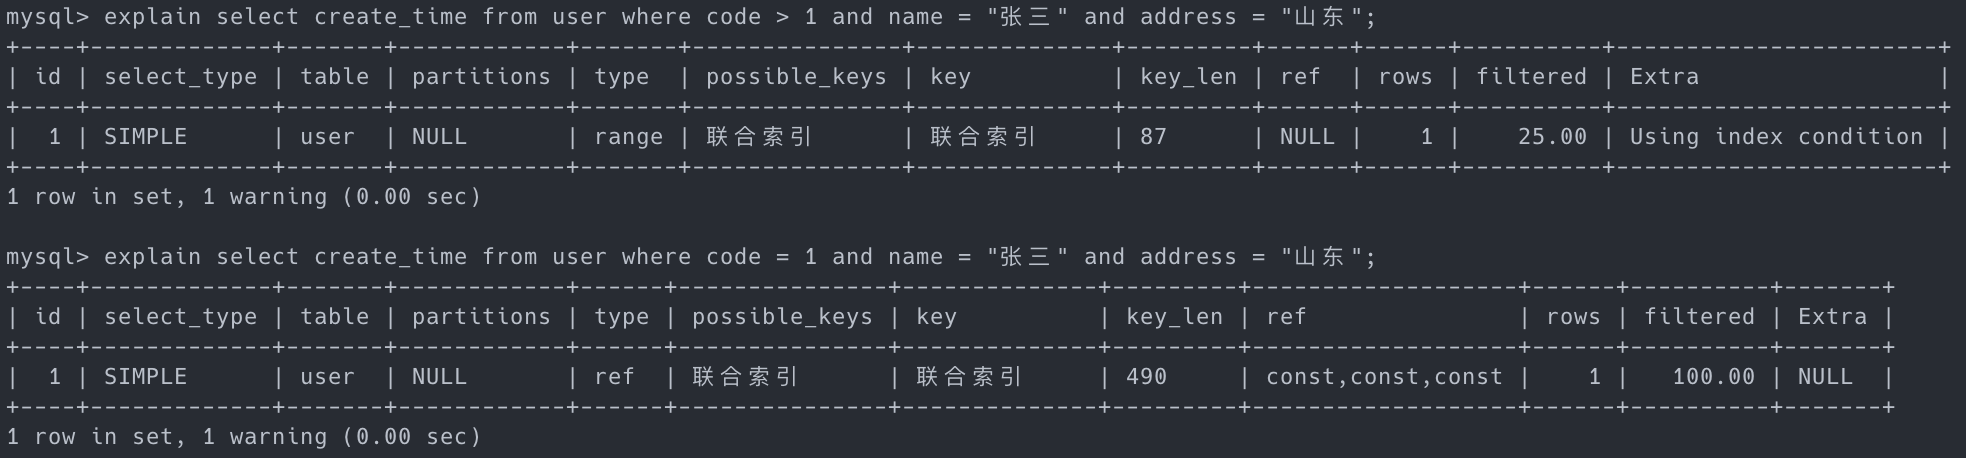 mysql> explain select create_time from user where code > 1 and name = "张三" and address = "山东";
+----+-------------+-------+------------+-------+---------------+--------------+---------+------+------+----------+-----------------------+
| id | select_type | table | partitions | type  | possible_keys | key          | key_len | ref  | rows | filtered | Extra                 |
+----+-------------+-------+------------+-------+---------------+--------------+---------+------+------+----------+-----------------------+
|  1 | SIMPLE      | user  | NULL       | range | 联合索引      | 联合索引     | 87      | NULL |    1 |    25.00 | Using index condition |
+----+-------------+-------+------------+-------+---------------+--------------+---------+------+------+----------+-----------------------+
1 row in set, 1 warning (0.00 sec)

mysql> explain select create_time from user where code = 1 and name = "张三" and address = "山东";
+----+-------------+-------+------------+------+---------------+--------------+---------+-------------------+------+----------+-------+
| id | select_type | table | partitions | type | possible_keys | key          | key_len | ref               | rows | filtered | Extra |
+----+-------------+-------+------------+------+---------------+--------------+---------+-------------------+------+----------+-------+
|  1 | SIMPLE      | user  | NULL       | ref  | 联合索引      | 联合索引     | 490     | const,const,const |    1 |   100.00 | NULL  |
+----+-------------+-------+------------+------+---------------+--------------+---------+-------------------+------+----------+-------+
1 row in set, 1 warning (0.00 sec)